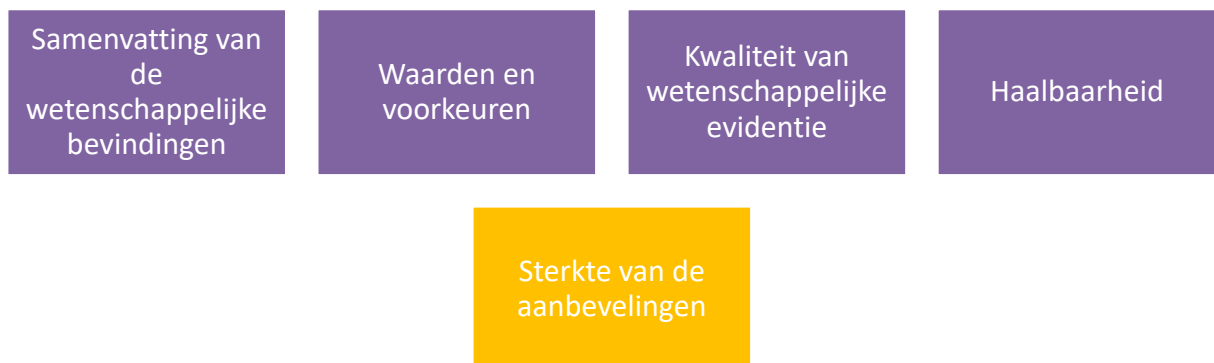 Samenvatting van
de
wetenschappelijke
bevindingen
Waarden en
voorkeuren
Kwaliteit van
wetenschappelijke
evidentie
Haalbaarheid
Sterkte van de
aanbevelingen